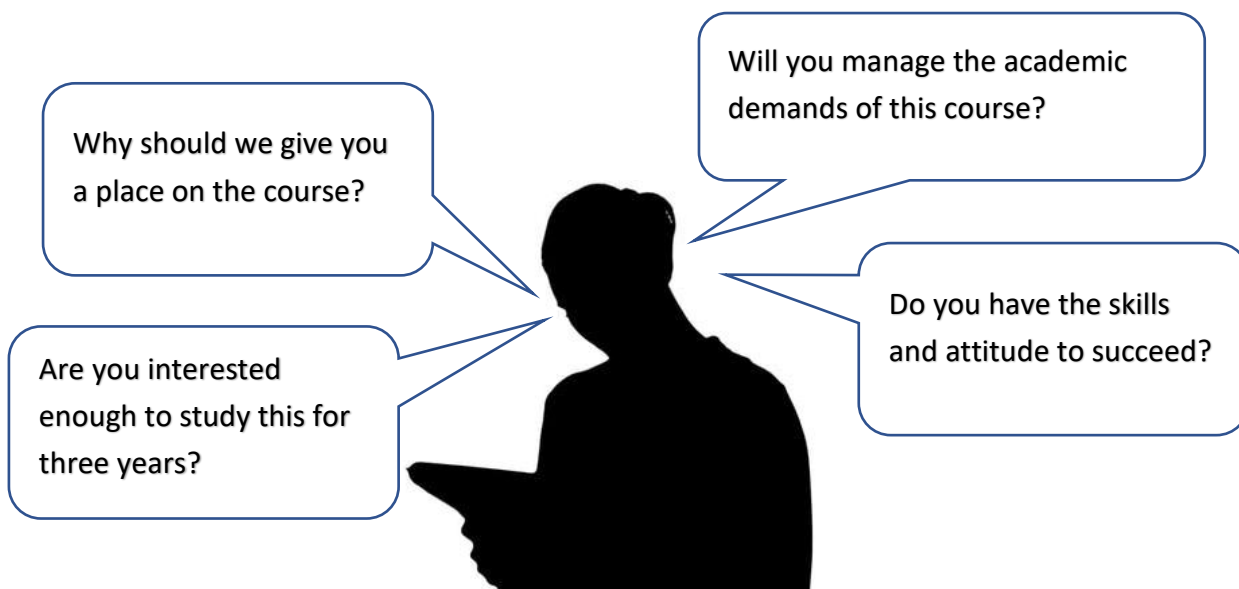 Will you manage the academic
demands of this course?
Why should we give you
a place on the course?
Do you have the skills
and attitude to succeed?
Are you interested
enough to study this for
three years?